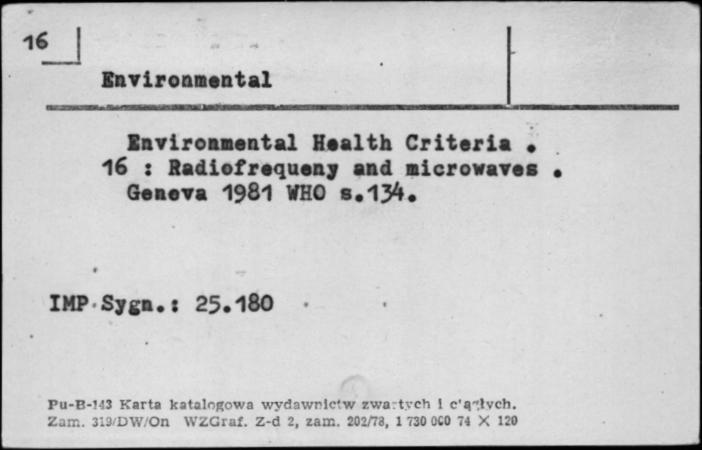 16
Environmental
Environmental Health Criteria .
16 : Radiofrequeny and microwaves .
Geneva 1981 WHO s.134.
IMP Sygn.: 25.180
Pu-B-143 Karta katalogowa wydawnictw zwartych i ciągłych.
Zam. 319/DW/On WZGraf. Z-d 2, zam. 202/78, 1 730 000 74 X 120